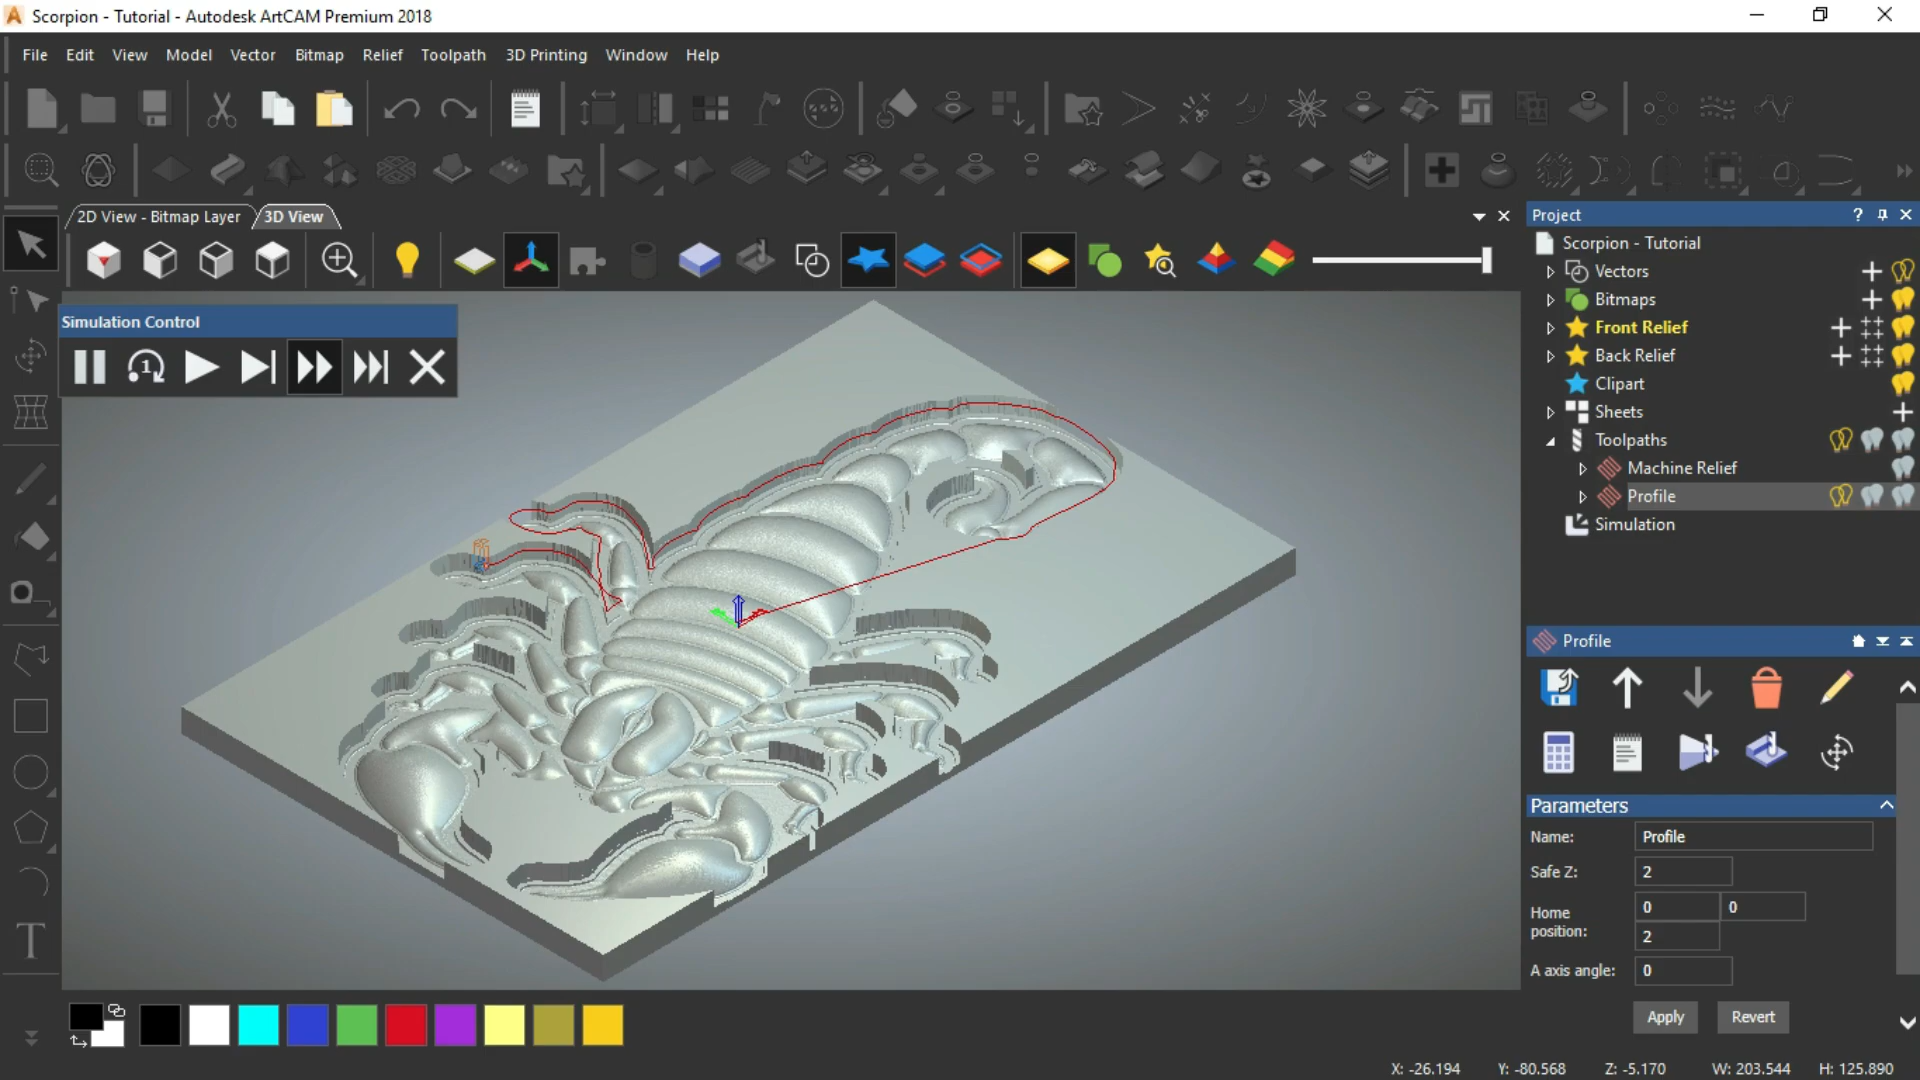 Scorpion - Tutorial - Autodesk ArtCAM Premium 2018
File Edit View Model Vector Bitmap Relief Toolpath 3D Printing Window Help
2D View - Bitmap Layer 3D View
Simulation Control
1
T
Project
?
Scorpion - Tutorial
Vectors
Bitmaps
Front Relief
Back Relief
Clipart
Sheets
Toolpaths
Machine Relief
Profile
Simulation
Profile
Parameters
Name: Profile
Safe Z: 2
Home position: 0 0
2
A axis angle: 0
Apply Revert
X: -26.194 Y: -80.568 Z: -5.170 W: 203.544 H: 125.890